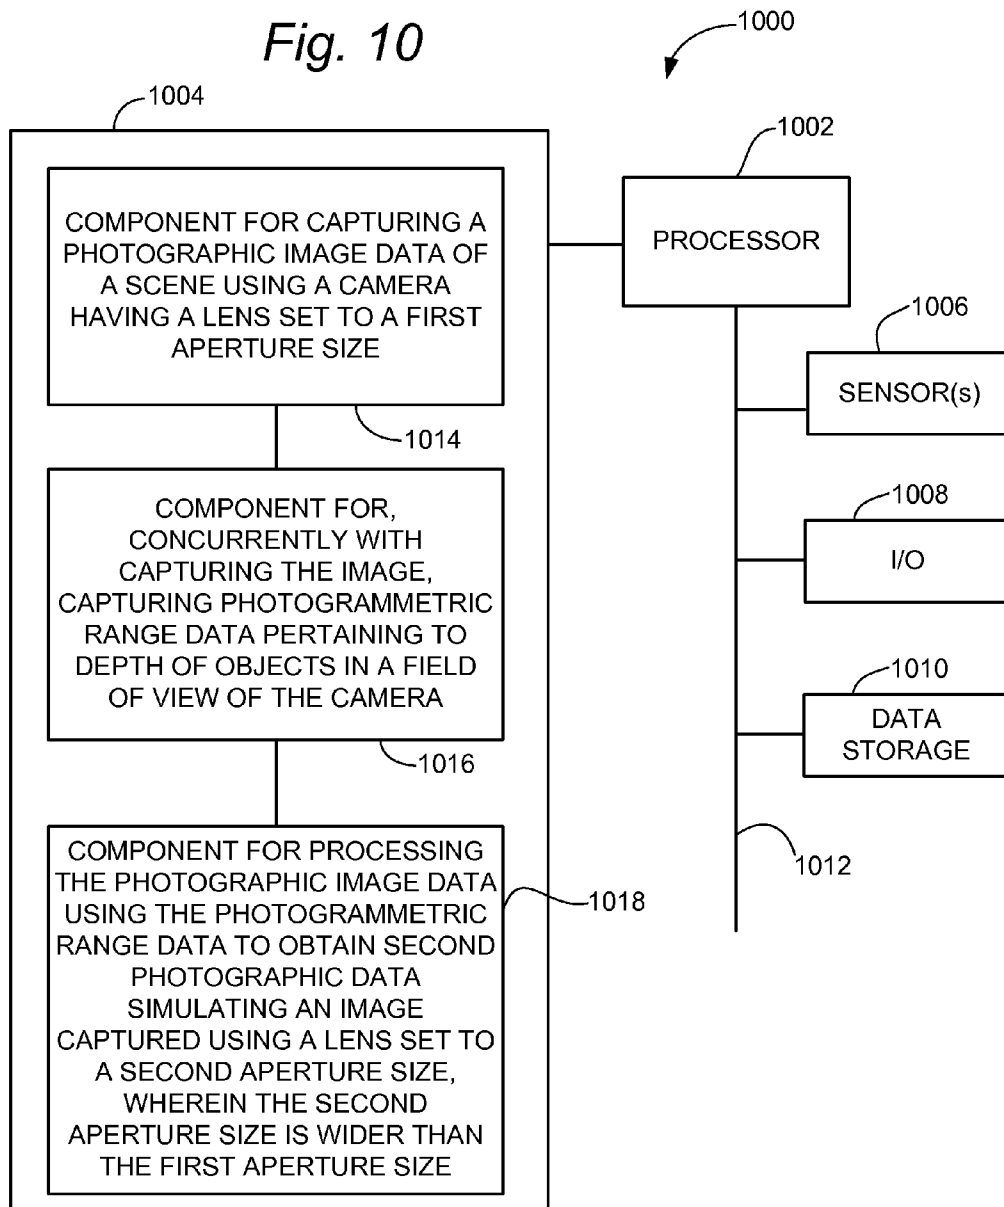 Fig. 10
1000
1004
1002
COMPONENT FOR CAPTURING A
PHOTOGRAPHIC IMAGE DATA OF
A SCENE USING A CAMERA
HAVING A LENS SET TO A FIRST
APERTURE SIZE
1014
PROCESSOR
1006
SENSOR(s)
1008
I/O
1010
DATA
STORAGE
1012
COMPONENT FOR,
CONCURRENTLY WITH
CAPTURING THE IMAGE,
CAPTURING PHOTOGRAMMETRIC
RANGE DATA PERTAINING TO
DEPTH OF OBJECTS IN A FIELD
OF VIEW OF THE CAMERA
1016
COMPONENT FOR PROCESSING
THE PHOTOGRAPHIC IMAGE DATA
USING THE PHOTOGRAMMETRIC
RANGE DATA TO OBTAIN SECOND
PHOTOGRAPHIC DATA
SIMULATING AN IMAGE
CAPTURED USING A LENS SET TO
A SECOND APERTURE SIZE,
WHEREIN THE SECOND
APERTURE SIZE IS WIDER THAN
THE FIRST APERTURE SIZE
1018